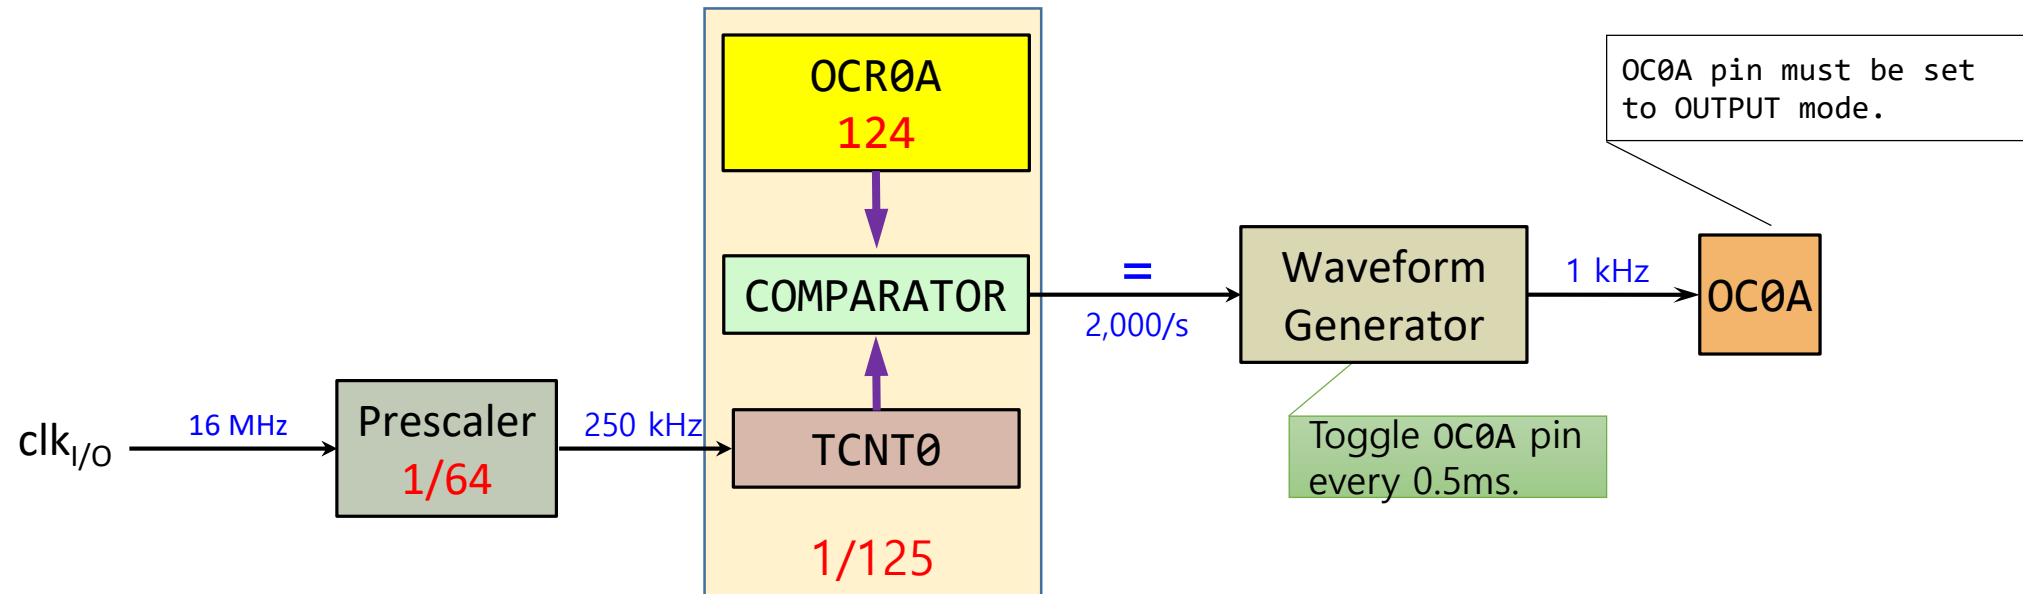 OCR0A
124
OC0A pin must be set
to OUTPUT mode.
COMPARATOR
=
2,000/s
Waveform
Generator
1 kHz
OC0A
clkI/O
16 MHz
Prescaler
1/64
250 kHz
TCNT0
Toggle OC0A pin
every 0.5ms.
1/125